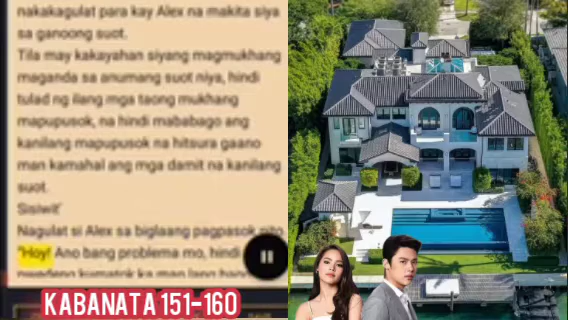 nakakagulat para kay Alex na makita siya
sa ganoong suot.
Tila may kakayahan siyang magmukhang
maganda sa anumang suot niya, hindi
tulad ng ilang mga taong mukhang
mapupusok, na hindi mababago ang
kanilang mapupusok na hitsura gaano
man kamahal ang mga damit na kanilang
suot.
Sisiwit'
Nagulat si Alex sa biglaang pagpasok nito
"Hoy! Ano bang problema mo, hindi
KABANATA 151-160